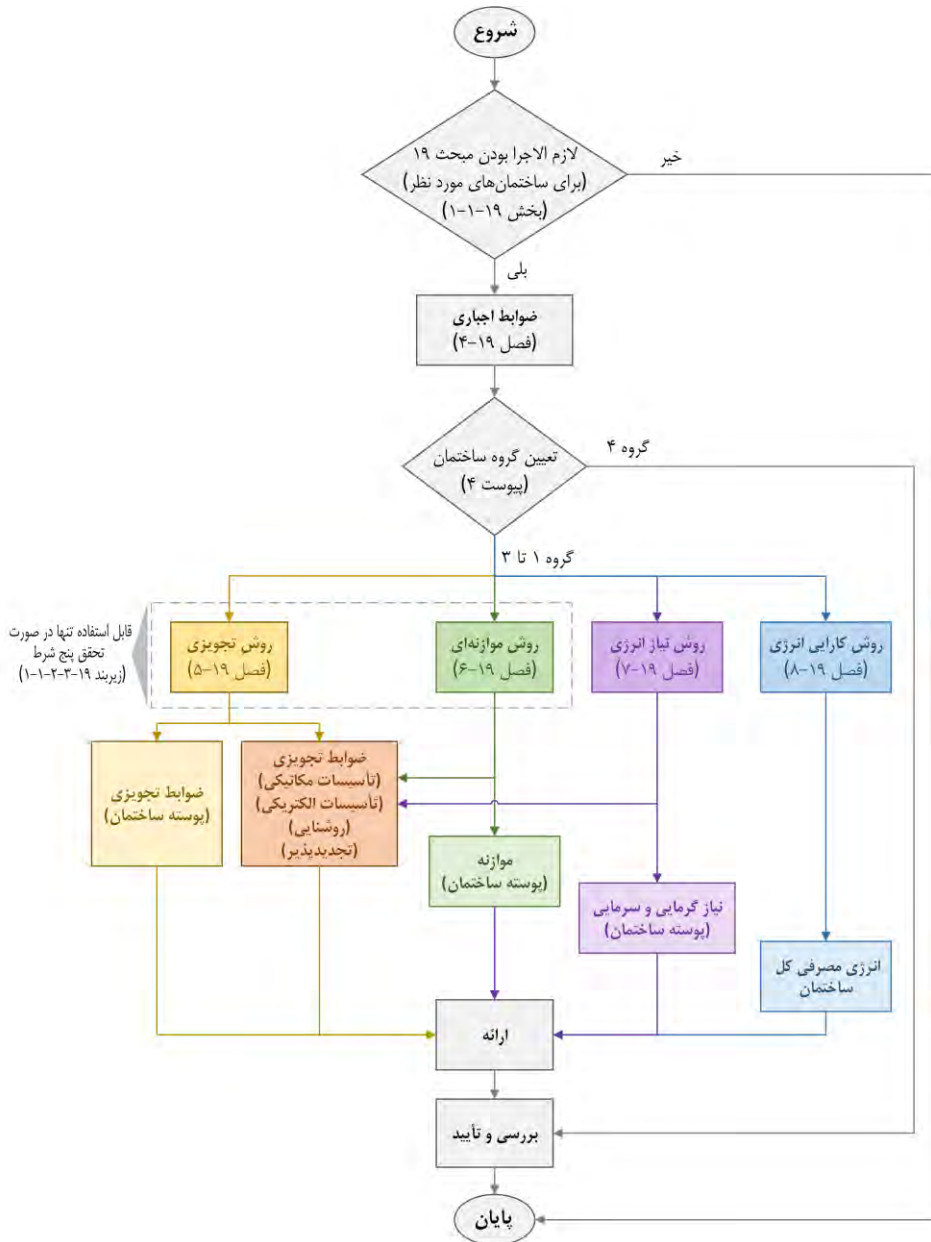 شروع
لازم الاجرا بودن مبحث ۱۹
(برای ساختمان‌های مورد نظر)
(بخش ۱۹-۱-۱)
خیر
بلی
ضوابط اجباری
(فصل ۱۹-۴)
تعیین گروه ساختمان
(پیوست ۴)
گروه ۴
گروه ۱ تا ۳
قابل استفاده تنها در صورت
تحقق پنج شرط
(زیربند ۱۹-۳-۲-۱-۱)
روش کارایی انرژی
(فصل ۱۹-۸)
روش نیاز انرژی
(فصل ۱۹-۷)
روش موازنه‌ای
(فصل ۱۹-۶)
روش تجویزی
(فصل ۱۹-۵)
ضوابط تجویزی
(تأسیسات مکانیکی)
(تأسیسات الکتریکی)
(روشنایی)
(تجدیدپذیر)
ضوابط تجویزی
(پوسته ساختمان)
موازنه
(پوسته ساختمان)
نیاز گرمایی و سرمایی
(پوسته ساختمان)
انرژی مصرفی کل
ساختمان
ارائه
بررسی و تأیید
پایان